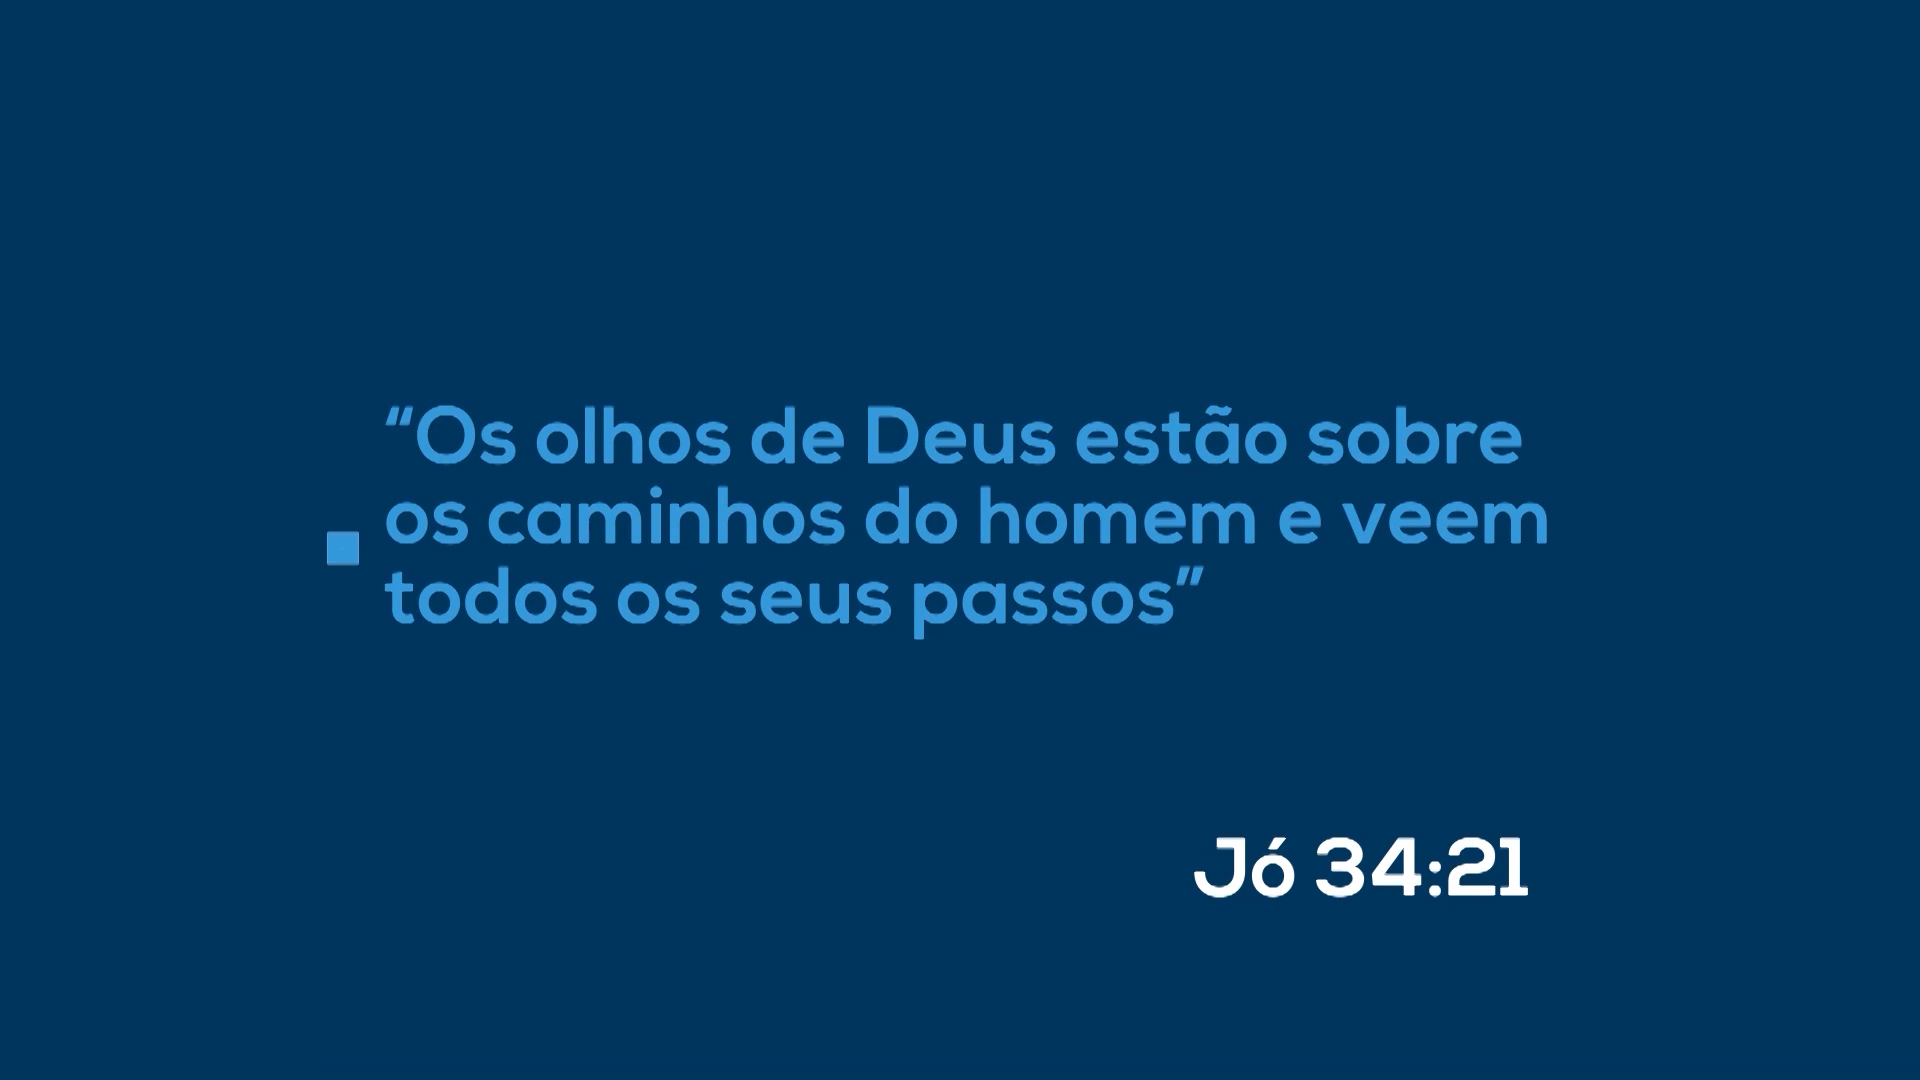 “Os olhos de Deus estão sobre
os caminhos do homem e veem
todos os seus passos”
Jó 34:21